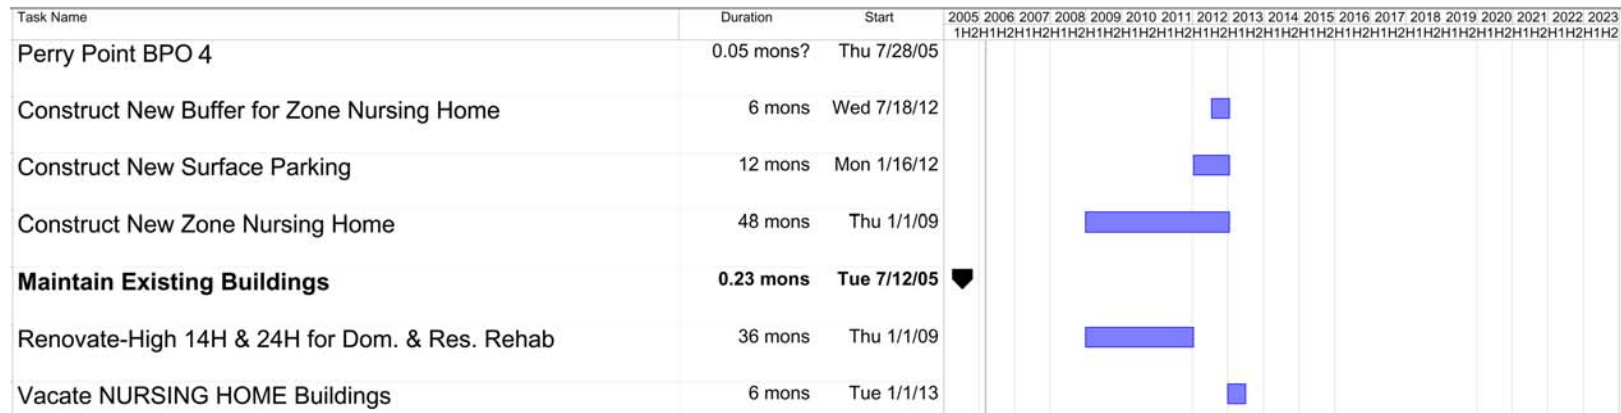 Task Name Duration Start 2005 2006 2007 2008 2009 2010 2011 2012 2013 2014 2015 2016 2017 2018 2019 2020 2021 2022 2023
1H2H1H2H1H2H1H2H1H2H1H2H1H2H1H2H1H2H1H2H1H2H1H2H1H2H1H2H1H2H1H2H1H2H1H2H1H2
Perry Point BPO 4 0.05 mons? Thu 7/28/05
Construct New Buffer for Zone Nursing Home 6 mons Wed 7/18/12
Construct New Surface Parking 12 mons Mon 1/16/12
Construct New Zone Nursing Home 48 mons Thu 1/1/09
Maintain Existing Buildings 0.23 mons Tue 7/12/05
Renovate-High 14H & 24H for Dom. & Res. Rehab 36 mons Thu 1/1/09
Vacate NURSING HOME Buildings 6 mons Tue 1/1/13